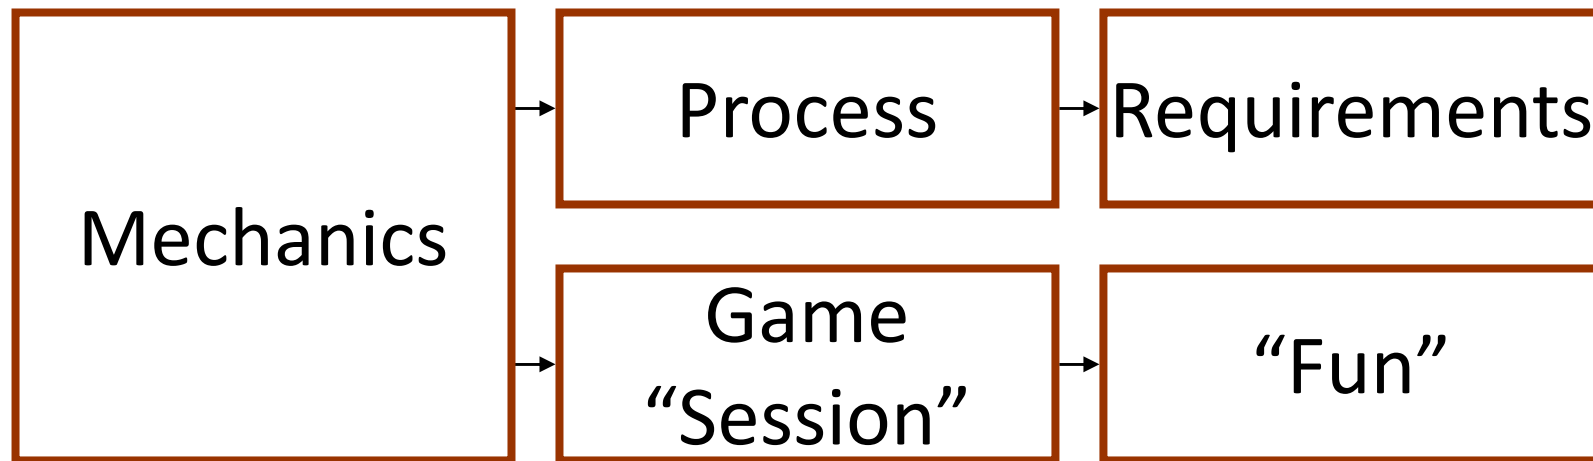 Mechanics
Process
Requirements
Game
“Session”
“Fun”